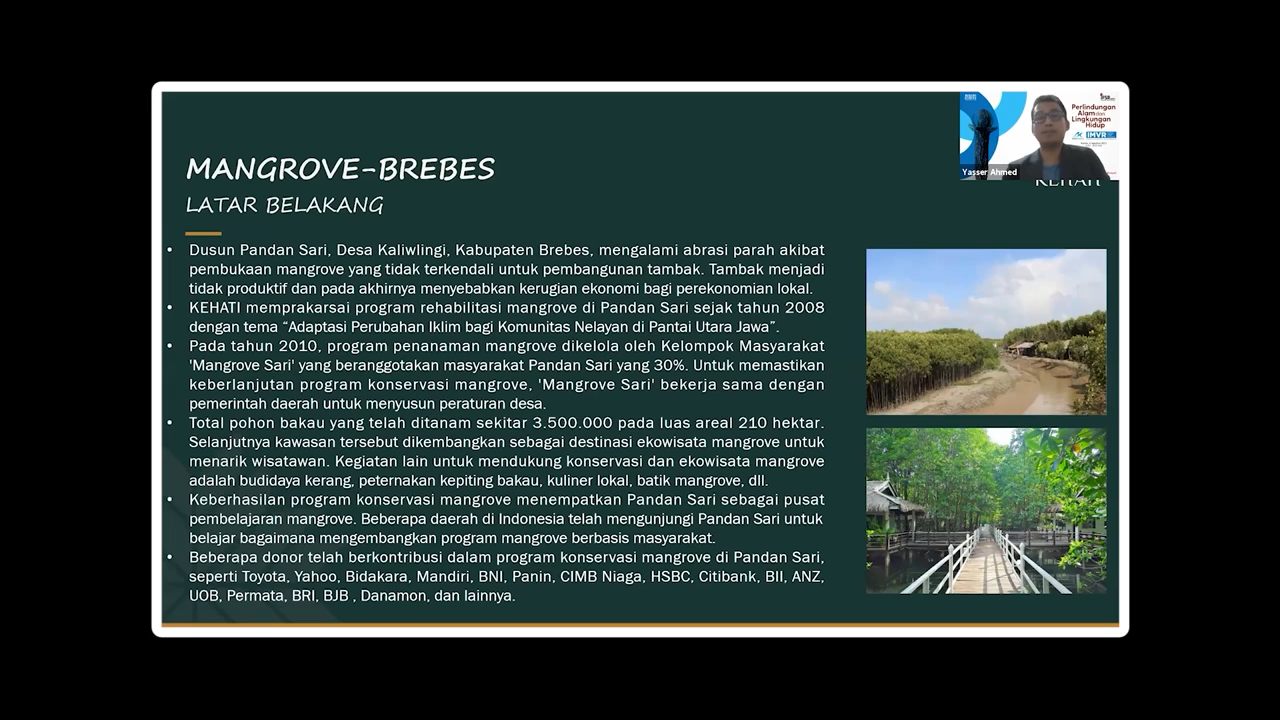 MANGROVE-BREBES
LATAR BELAKANG
• Dusun Pandan Sari, Desa Kaliwlingi, Kabupaten Brebes, mengalami abrasi parah akibat
pembukaan mangrove yang tidak terkendali untuk pembangunan tambak. Tambak menjadi
tidak produktif dan pada akhirnya menyebabkan kerugian ekonomi bagi perekonomian lokal.
• KEHATI memprakarsai program rehabilitasi mangrove di Pandan Sari sejak tahun 2008
dengan tema “Adaptasi Perubahan Iklim bagi Komunitas Nelayan di Pantai Utara Jawa”.
• Pada tahun 2010, program penanaman mangrove dikelola oleh Kelompok Masyarakat
'Mangrove Sari' yang beranggotakan masyarakat Pandan Sari yang 30%. Untuk memastikan
keberlanjutan program konservasi mangrove, 'Mangrove Sari' bekerja sama dengan
pemerintah daerah untuk menyusun peraturan desa.
• Total pohon bakau yang telah ditanam sekitar 3.500.000 pada luas areal 210 hektar.
Selanjutnya kawasan tersebut dikembangkan sebagai destinasi ekowisata mangrove untuk
menarik wisatawan. Kegiatan lain untuk mendukung konservasi dan ekowisata mangrove
adalah budidaya kerang, peternakan kepiting bakau, kuliner lokal, batik mangrove, dll.
• Keberhasilan program konservasi mangrove menempatkan Pandan Sari sebagai pusat
pembelajaran mangrove. Beberapa daerah di Indonesia telah mengunjungi Pandan Sari untuk
belajar bagaimana mengembangkan program mangrove berbasis masyarakat.
• Beberapa donor telah berkontribusi dalam program konservasi mangrove di Pandan Sari,
seperti Toyota, Yahoo, Bidakara, Mandiri, BNI, Panin, CIMB Niaga, HSBC, Citibank, BII, ANZ,
UOB, Permata, BRI, BJB , Danamon, dan lainnya.
Perlindungan
Alam dan
Lingkungan
Hidup
IMVR
Yasser Ahmed
KEHATI